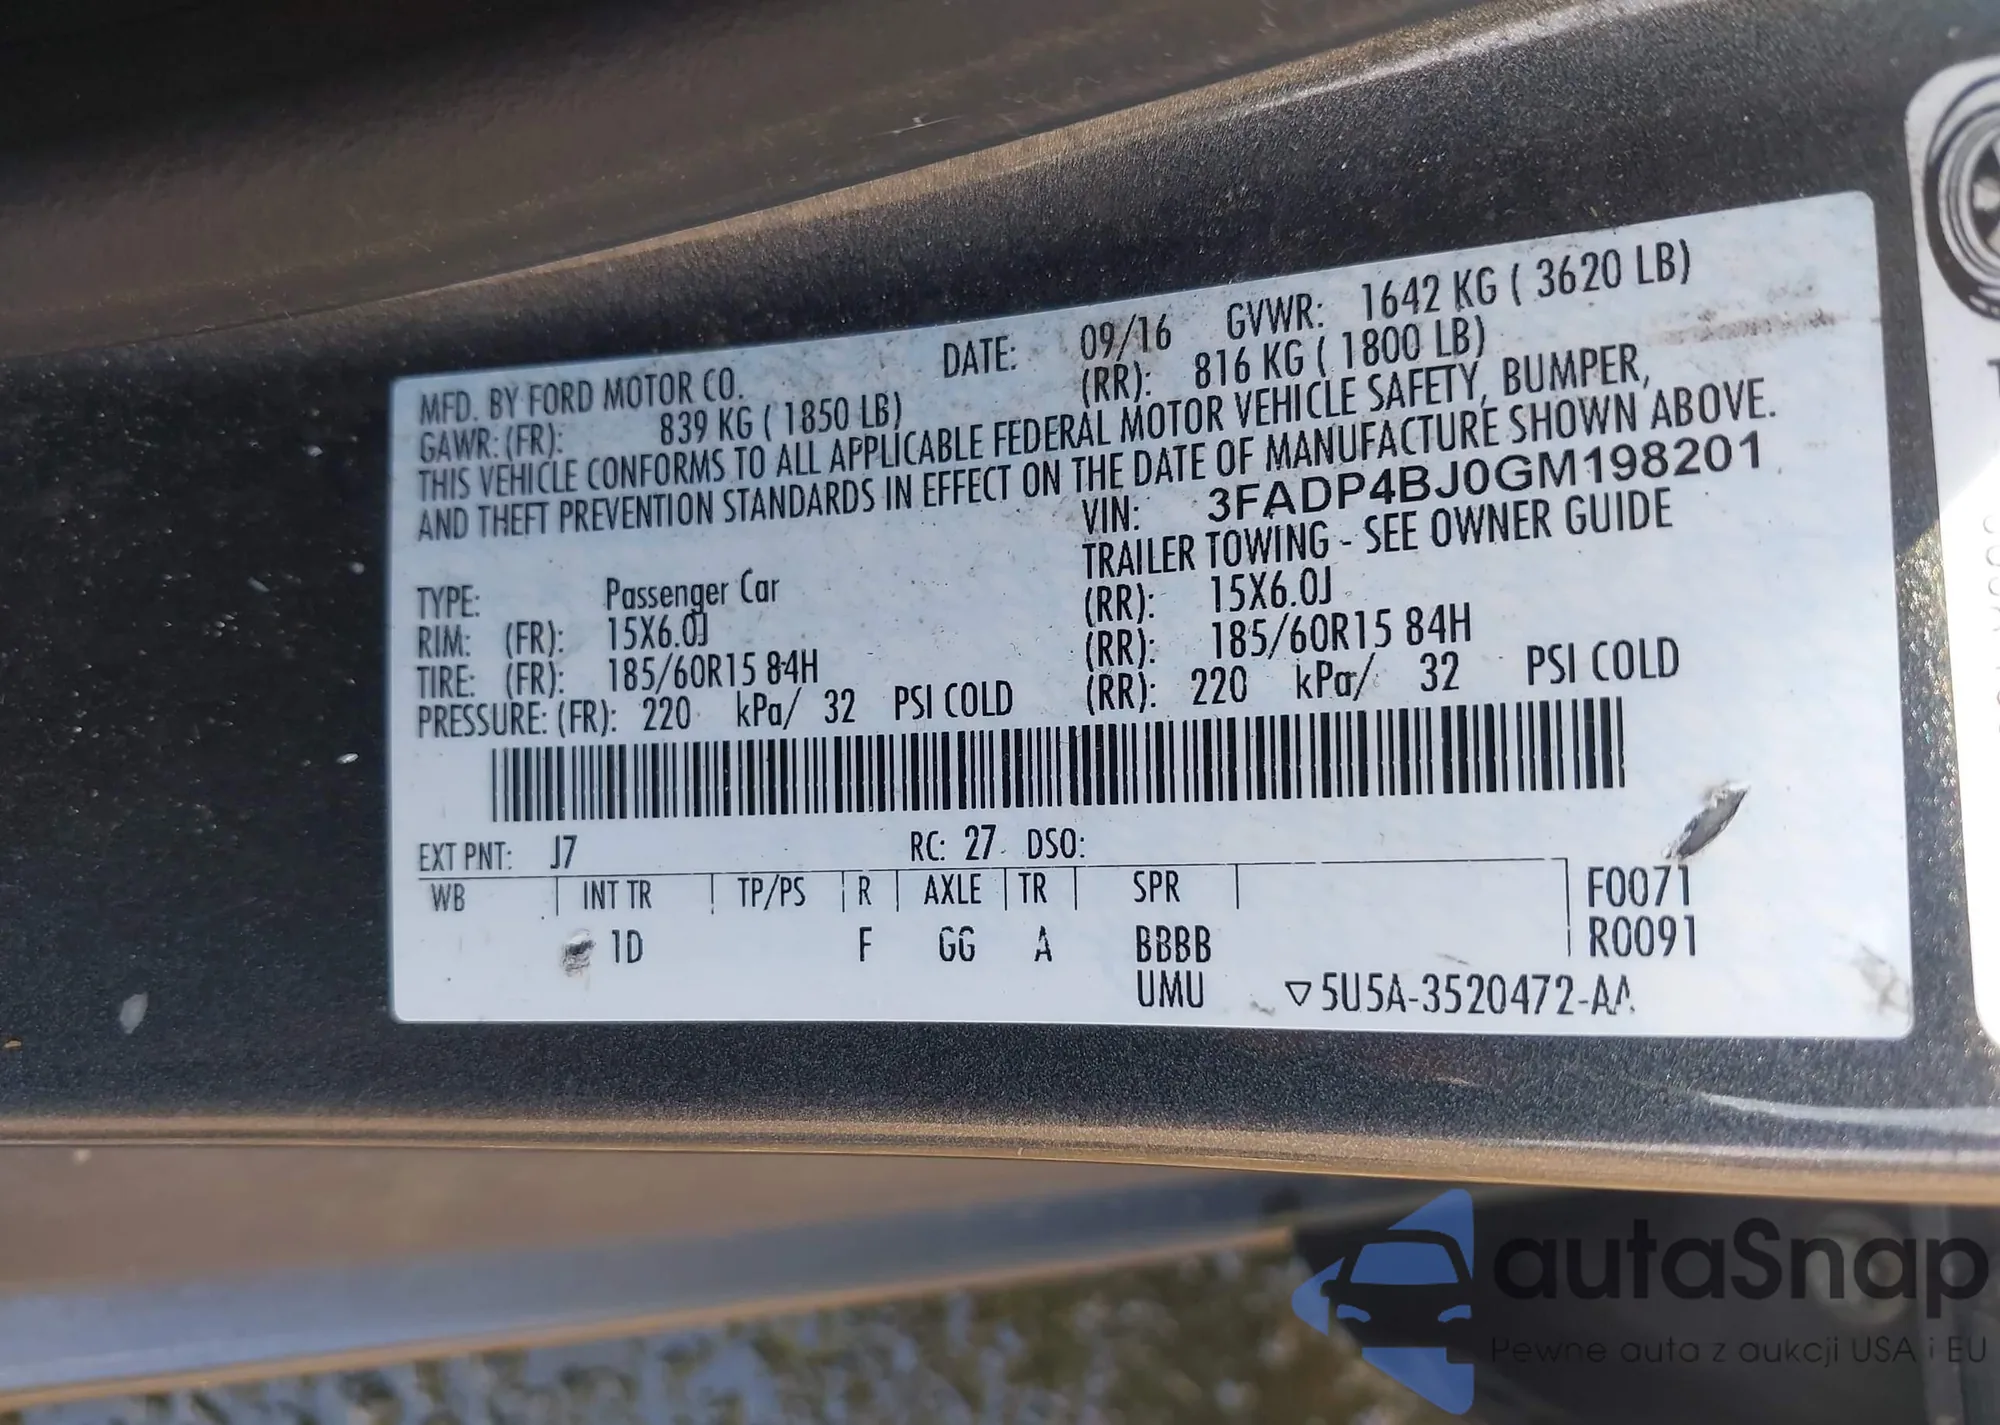 MFD. BY FORD MOTOR CO. DATE: 09/16 GVWR: 1642 KG ( 3620 LB)
GAWR: (FR): 839 KG ( 1850 LB) (RR): 816 KG ( 1800 LB)
THIS VEHICLE CONFORMS TO ALL APPLICABLE FEDERAL MOTOR VEHICLE SAFETY, BUMPER,
AND THEFT PREVENTION STANDARDS IN EFFECT ON THE DATE OF MANUFACTURE SHOWN ABOVE.
VIN: 3FADP4BJ0GM198201
TRAILER TOWING - SEE OWNER GUIDE
TYPE: Passenger Car
RIM: (FR): 15X6.0J (RR): 15X6.0J
TIRE: (FR): 185/60R15 84H (RR): 185/60R15 84H
PRESSURE: (FR): 220 kPa/ 32 PSI COLD (RR): 220 kPa/ 32 PSI COLD
EXT PNT: J7 RC: 27 DSO:
WB INT TR TP/PS R AXLE TR SPR F0071
1D F GG A BBBB R0091
UMU ▽5U5A-3520472-AA
autaSnap
Pewne auta z aukcji USA i EU